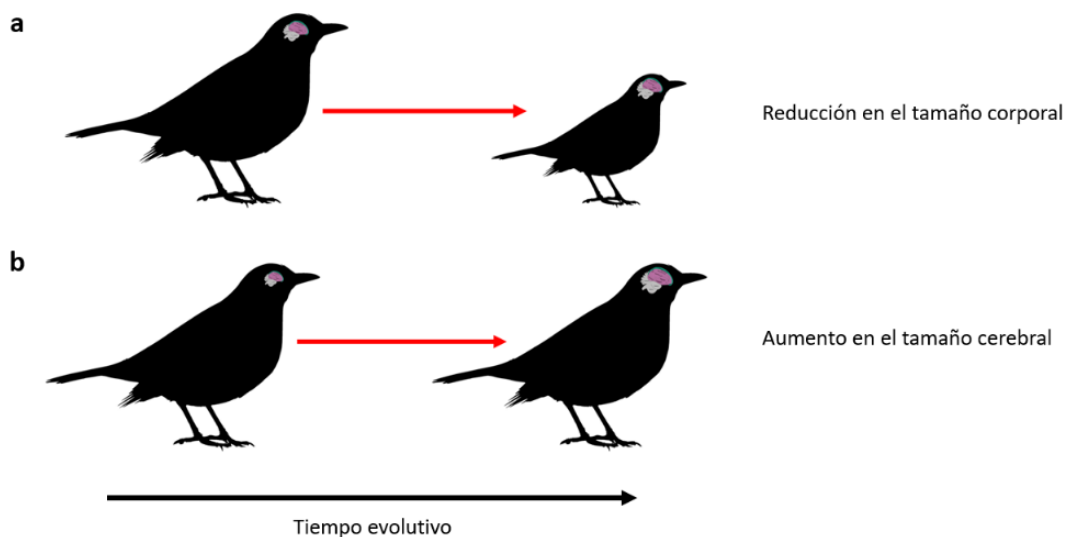 a
Reducción en el tamaño corporal
b
Aumento en el tamaño cerebral
Tiempo evolutivo